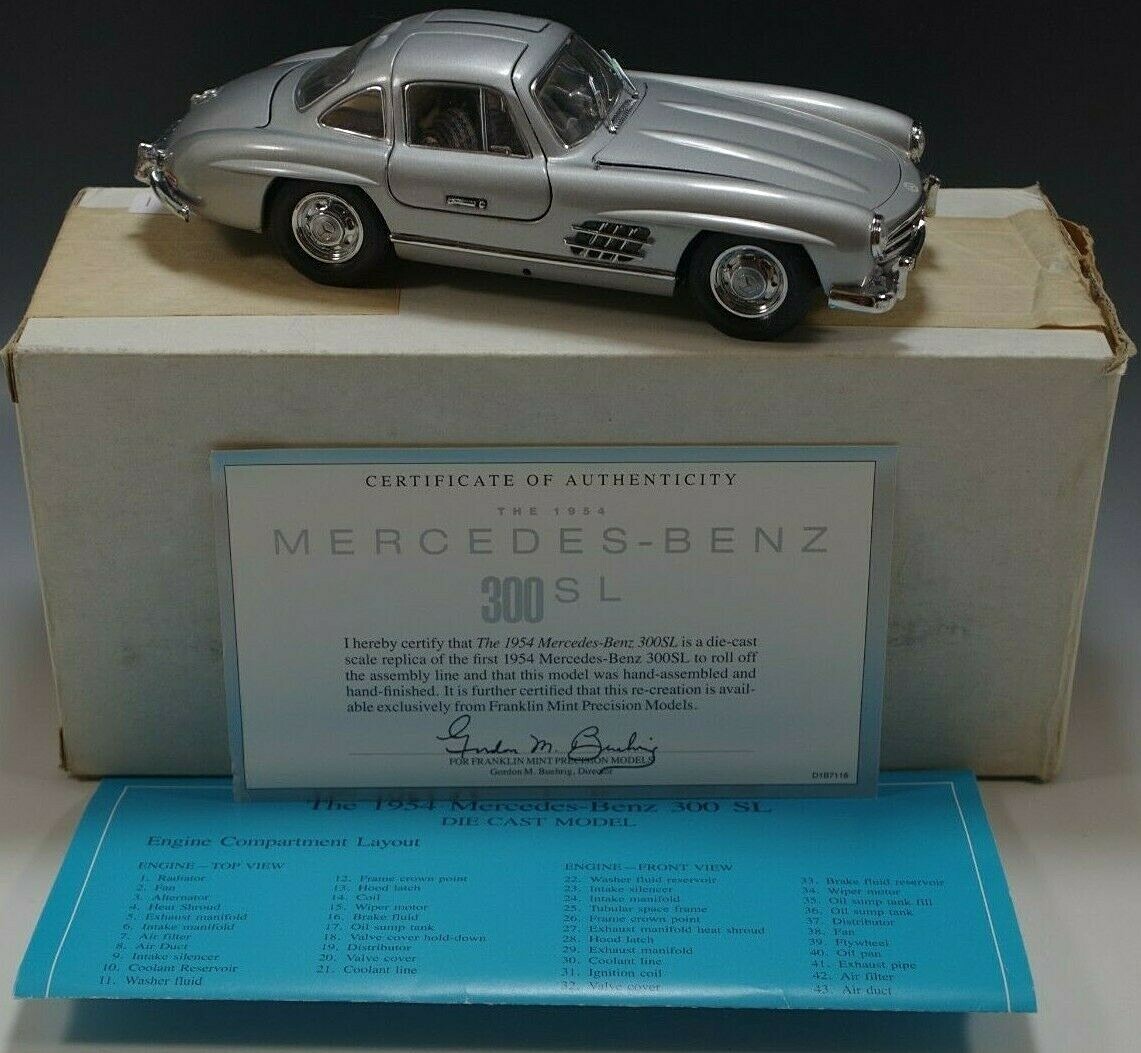 CERTIFICATE OF AUTHENTICITY
THE 1954
MERCEDES-BENZ
300 SL
I hereby certify that The 1954 Mercedes-Benz 300SL is a die-cast
scale replica of the first 1954 Mercedes-Benz 300SL to roll off
the assembly line and that this model was hand-assembled and
hand-finished. It is further certified that this re-creation is avail-
able exclusively from Franklin Mint Precision Models.
Gordon M. Buehrig
FOR FRANKLIN MINT PRECISION MODELS
Gordon M. Buehrig, Director
D1B7116
The 1954 Mercedes-Benz 300 SL
DIE CAST MODEL
Engine Compartment Layout
ENGINE—TOP VIEW
1. Radiator
2. Fan
3. Alternator
4. Heat Shroud
5. Exhaust manifold
6. Intake manifold
7. Air filter
8. Air Duct
9. Intake silencer
10. Coolant Reservoir
11. Washer fluid
12. Frame crown point
13. Hood latch
14. Coil
15. Wiper motor
16. Brake fluid
17. Oil sump tank
18. Valve cover hold-down
19. Distributor
20. Valve cover
21. Coolant line
ENGINE—FRONT VIEW
22. Washer fluid reservoir
23. Intake silencer
24. Intake manifold
25. Tubular space frame
26. Frame crown point
27. Exhaust manifold heat shroud
28. Hood latch
29. Exhaust manifold
30. Coolant line
31. Ignition coil
32. Valve cover
33. Brake fluid reservoir
34. Wiper motor
35. Oil sump tank fill
36. Oil sump tank
37. Distributor
38. Fan
39. Flywheel
40. Oil pan
41. Exhaust pipe
42. Air filter
43. Air duct